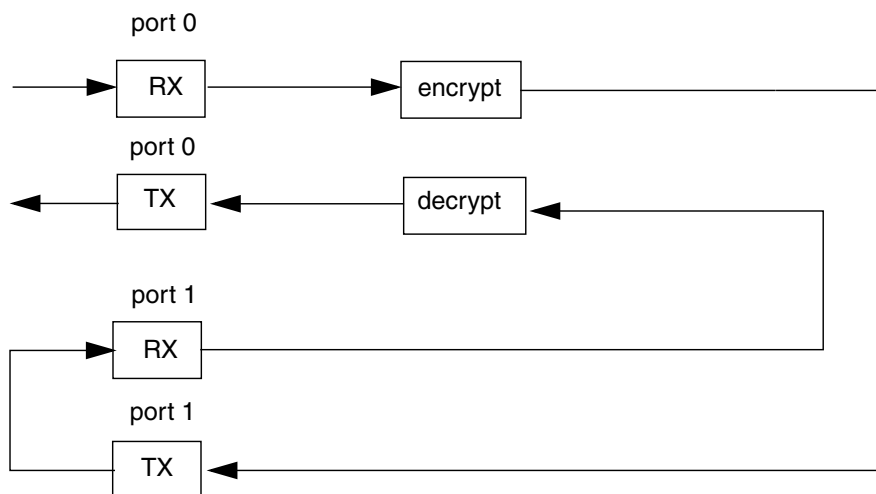 port 0
RX
encrypt
port 0
TX
decrypt
port 1
RX
port 1
TX